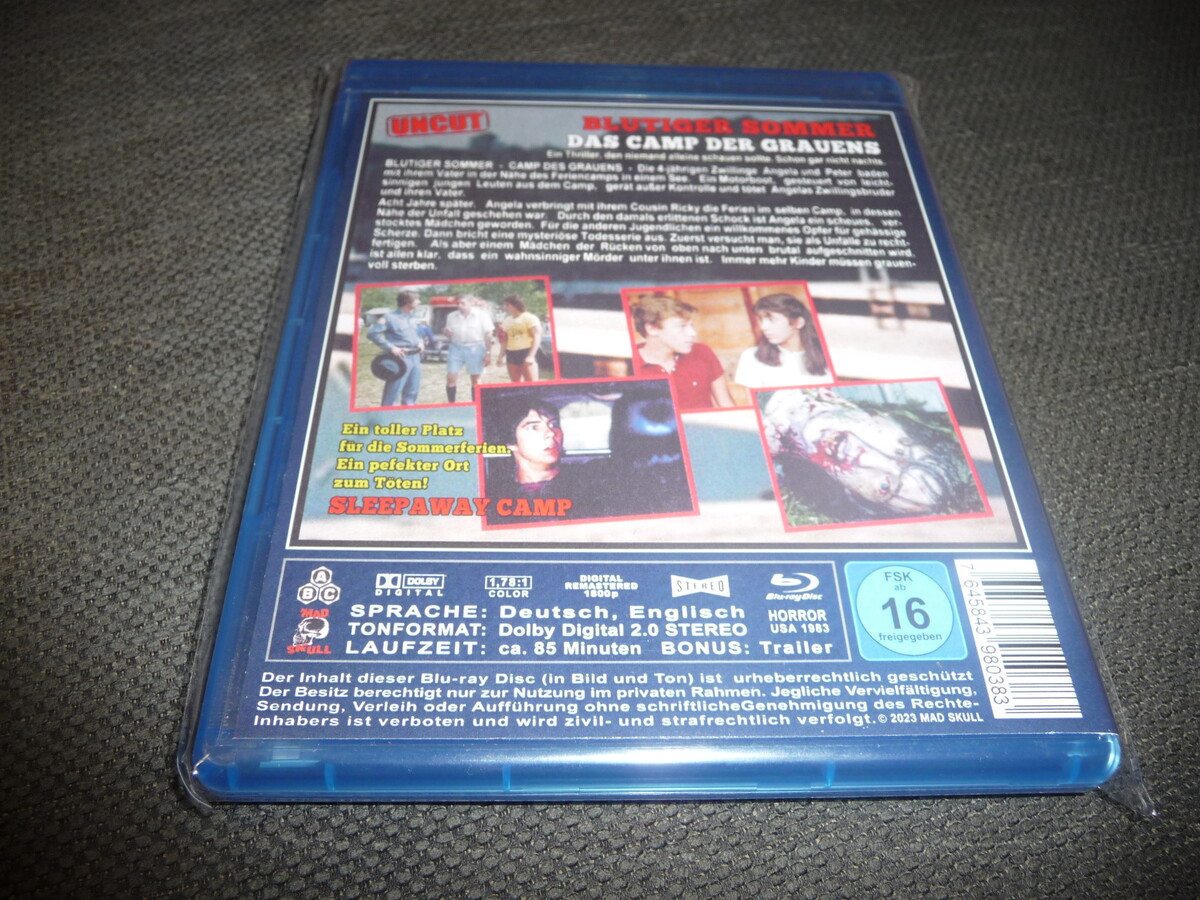 UNCUT
BLUTIGER SOMMER
DAS CAMP DER GRAUENS
Ein Thriller, den niemand alleine schauen sollte. Schon gar nicht nachts.
BLUTIGER SOMMER - CAMP DES GRAUENS - Die 4jährigen Zwillinge Angela und Peter baden
mit ihrem Vater in der Nähe des Feriencamps in einem See. Ein Motorboot, gesteuert von leicht-
sinnigen jungen Leuten aus dem Camp, gerät außer Kontrolle und tötet Angelas Zwillingsbruder
und ihren Vater.
Acht Jahre später. Angela verbringt mit ihrem Cousin Ricky die Ferien im selben Camp, in dessen
Nähe der Unfall geschehen war. Durch den damals erlittenen Schock ist Angela ein scheues, ver-
stocktes Mädchen geworden. Für die anderen Jugendlichen ein willkommenes Opfer für gehässige
Scherze. Dann bricht eine mysteriöse Todesserie aus. Zuerst versucht man, sie als Unfälle zu recht-
fertigen. Als aber einem Mädchen der Rücken von oben nach unten brutal aufgeschnitten wird,
ist allen klar, dass ein wahnsinniger Mörder unter ihnen ist. Immer mehr Kinder müssen grauen-
voll sterben.
Ein toller Platz
für die Sommerferien.
Ein pefekter Ort
zum Töten!
SLEEPAWAY CAMP
A
B C
DOLBY
DIGITAL
1,78:1
COLOR
DIGITAL
REMASTERED
1800p
STEREO
Blu-ray Disc
MAD
SKULL
SPRACHE: Deutsch, Englisch
TONFORMAT: Dolby Digital 2.0 STEREO
LAUFZEIT: ca. 85 Minuten BONUS: Trailer
HORROR
USA 1983
FSK
ab
16
freigegeben
7 645843 980383
Der Inhalt dieser Blu-ray Disc (in Bild und Ton) ist urheberrechtlich geschützt
Der Besitz berechtigt nur zur Nutzung im privaten Rahmen. Jegliche Vervielfältigung,
Sendung, Verleih oder Aufführung ohne schriftlicheGenehmigung des Rechte-
Inhabers ist verboten und wird zivil- und strafrechtlich verfolgt.© 2023 MAD SKULL